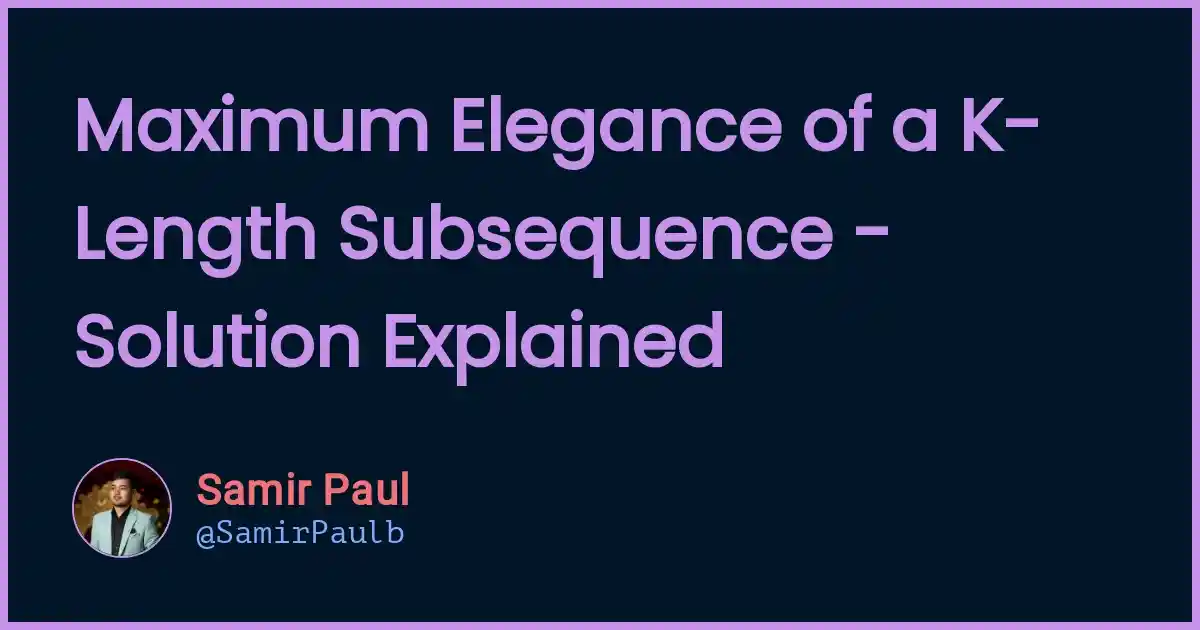 Maximum Elegance of a K-
Length Subsequence -
Solution Explained
Samir Paul
@SamirPaulb